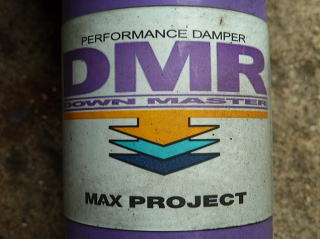 PERFORMANCE DAMPER
DMR
DOWN MASTER
MAX PROJECT